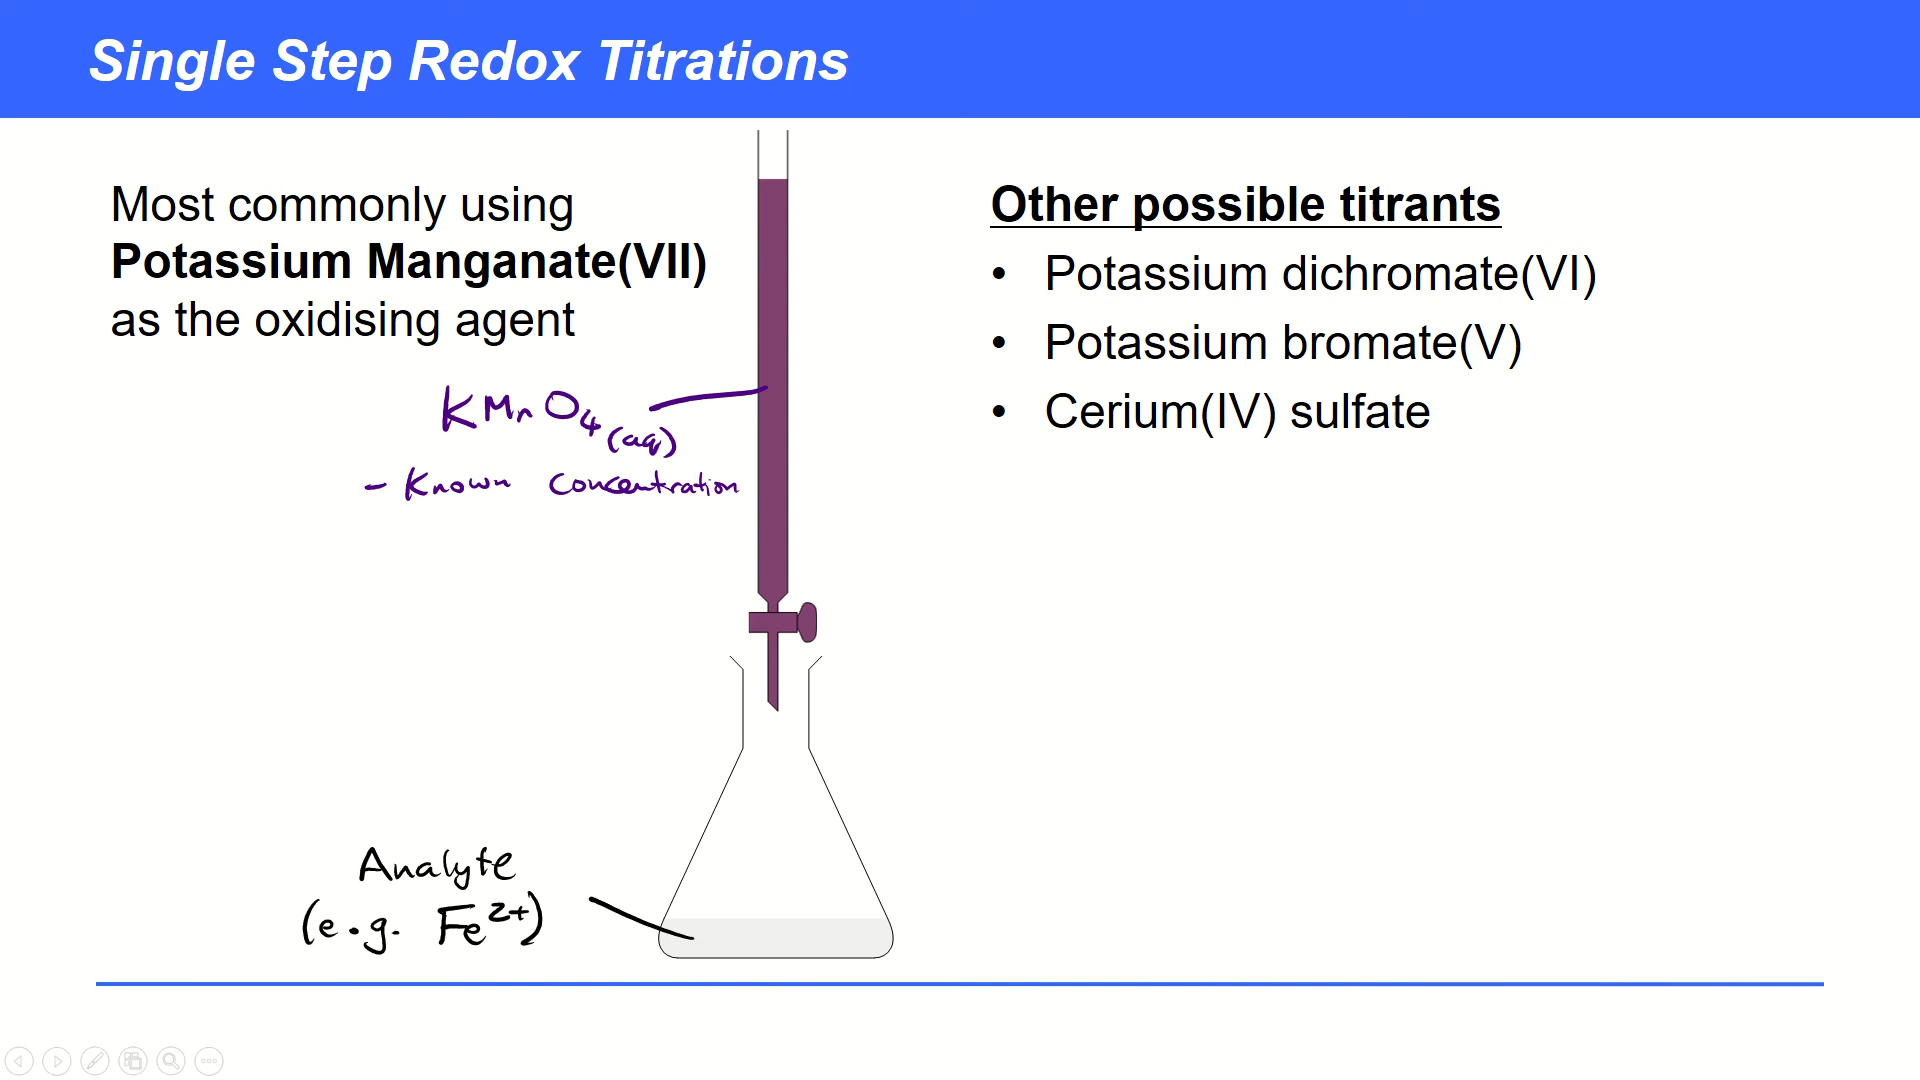 Single Step Redox Titrations
Most commonly using
Potassium Manganate(VII)
as the oxidising agent
KMnO₄(aq)
- Known concentration
Analyte
(e.g. Fe²⁺)
Other possible titrants
• Potassium dichromate(VI)
• Potassium bromate(V)
• Cerium(IV) sulfate